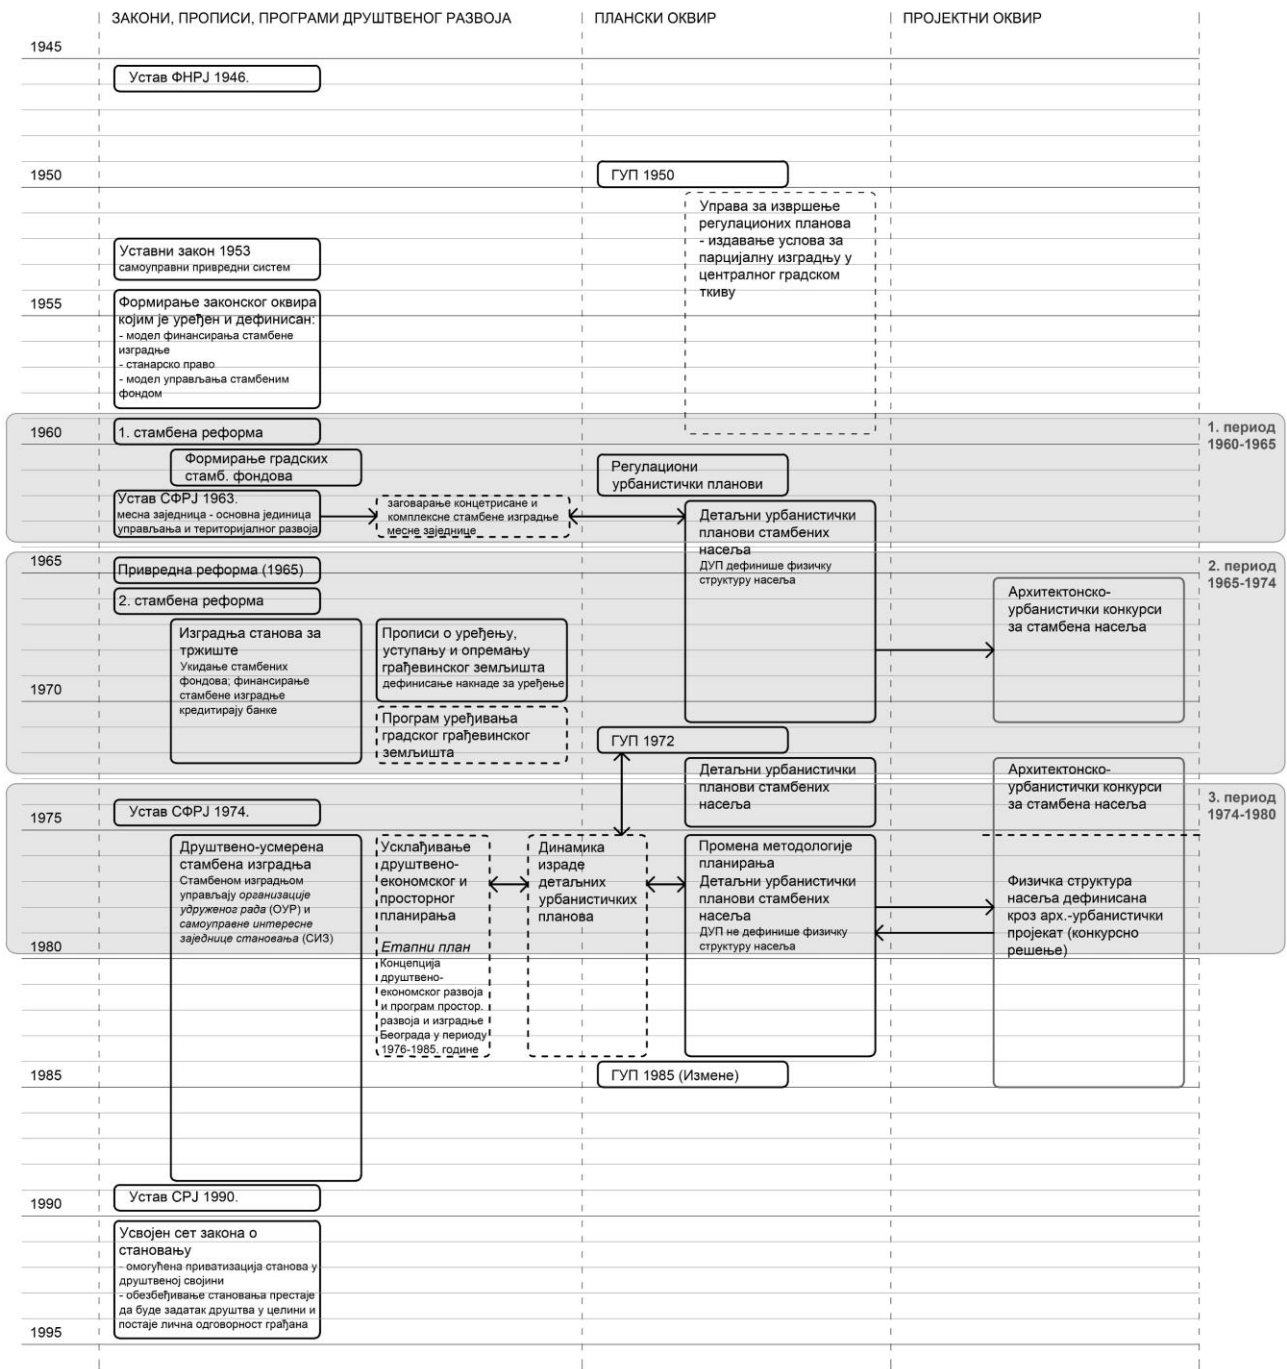 ЗАКОНИ, ПРОПИСИ, ПРОГРАМИ ДРУШТВЕНОГ РАЗВОЈА
ПЛАНСКИ ОКВИР
ПРОЈЕКТНИ ОКВИР
1945
Устав ФНРЈ 1946.
1950
ГУП 1950
Управа за извршење
регулационих планова
- издавање услова за
парцијалну изградњу у
централног градском
ткиву
Уставни закон 1953
самоуправни привредни систем
1955
Формирање законског оквира
којим је уређен и дефинисан:
- модел финансирања стамбене
изградње
- станарско право
- модел управљања стамбеним
фондом
1960
1. стамбена реформа
1. период
1960-1965
Формирање градских
стамб. фондова
Регулациони
урбанистички планови
Устав СФРЈ 1963.
месна заједница - основна јединица
управљања и територијалног развоја
заговарање концетрисане и
комплексне стамбене изградње
месне заједнице
Детаљни урбанистички
планови стамбених
насеља
ДУП дефинише физичку
структуру насеља
1965
Привредна реформа (1965)
2. период
1965-1974
2. стамбена реформа
Архитектонско-
урбанистички конкурси
за стамбена насеља
Изградња станова за
тржиште
Укидање стамбених
фондова; финансирање
стамбене изградње
кредитирају банке
Прописи о уређењу,
уступању и опремању
грађевинског земљишта
дефинисање накнаде за уређење
1970
Програм уређивања
градског грађевинског
земљишта
ГУП 1972
Детаљни урбанистички
планови стамбених
насеља
Архитектонско-
урбанистички конкурси
за стамбена насеља
3. период
1974-1980
1975
Устав СФРЈ 1974.
Друштвено-усмерена
стамбена изградња
Стамбеном изградњом
управљају организације
удруженог рада (ОУР) и
самоуправне интересне
заједнице становања (СИЗ)
Усклађивање
друштвено-
економског и
просторног
планирања
Етапни план
Концепција
друштвено-
економског развоја
и програм простор.
развоја и изградње
Београда у периоду
1976-1985. године
Динамика
израде
детаљних
урбанистичких
планова
Промена методологије
планирања
Детаљни урбанистички
планови стамбених
насеља
ДУП не дефинише физичку
структуру насеља
Физичка структура
насеља дефинисана
кроз арх.-урбанистички
пројекат (конкурсно
решење)
1980
1985
ГУП 1985 (Измене)
1990
Устав СРЈ 1990.
Усвојен сет закона о
становању
- омогућена приватизација станова у
друштвеној својини
- обезбеђивање становања престаје
да буде задатак друштва у целини и
постаје лична одговорност грађана
1995